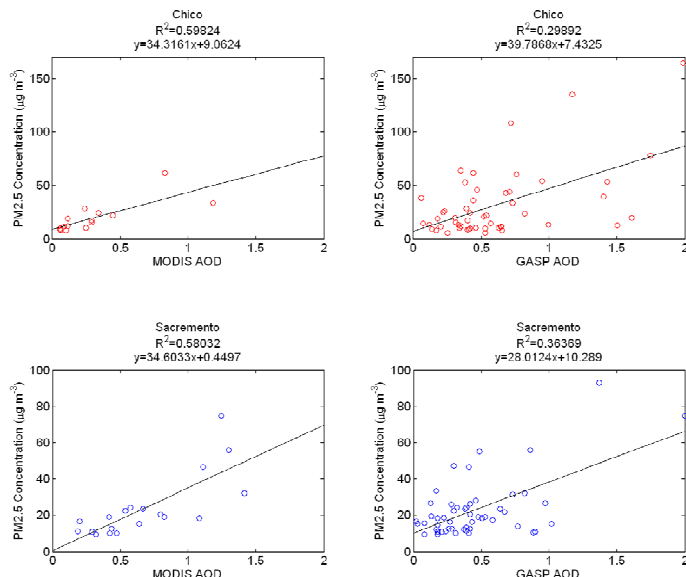 Chico
R²=0.59824
y=34.3161x+9.0624
PM2.5 Concentration (µg m⁻³)
150
100
50
0
0 0.5 1 1.5 2
MODIS AOD
Chico
R²=0.29892
y=39.7868x+7.4325
PM2.5 Concentration (µg m⁻³)
150
100
50
0
0 0.5 1 1.5 2
GASP AOD
Sacremento
R²=0.58032
y=34.6033x+0.4497
PM2.5 Concentration (µg m⁻³)
100
80
60
40
20
0
0 0.5 1 1.5 2
MODIS AOD
Sacremento
R²=0.36369
y=28.0124x+10.289
PM2.5 Concentration (µg m⁻³)
100
80
60
40
20
0
0 0.5 1 1.5 2
GASP AOD